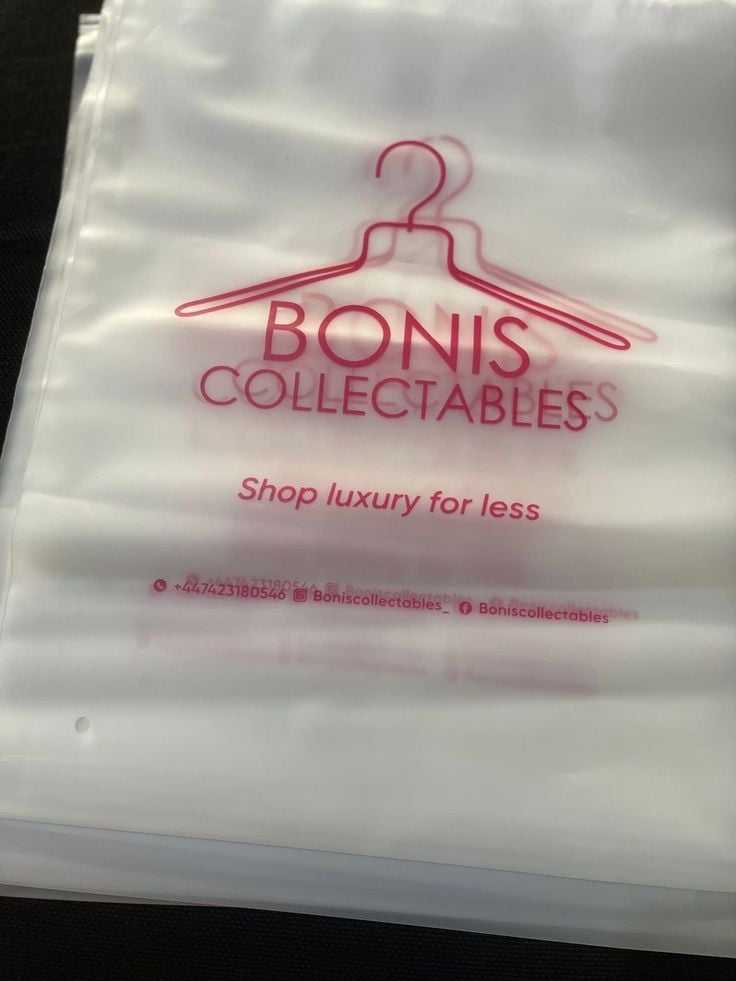 BONIS
COLLECTABLES
Shop luxury for less
+447423180546 Boniscollectables_ Boniscollectables